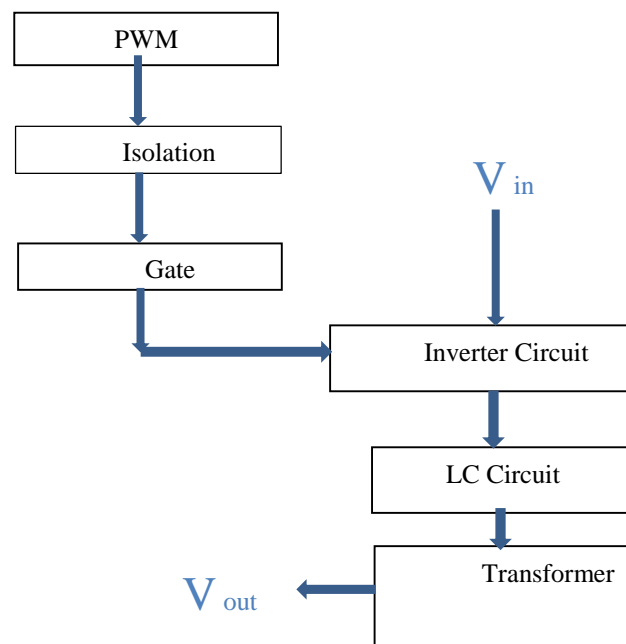 PWM
Isolation
V in
Gate
Inverter Circuit
LC Circuit
Transformer
V out